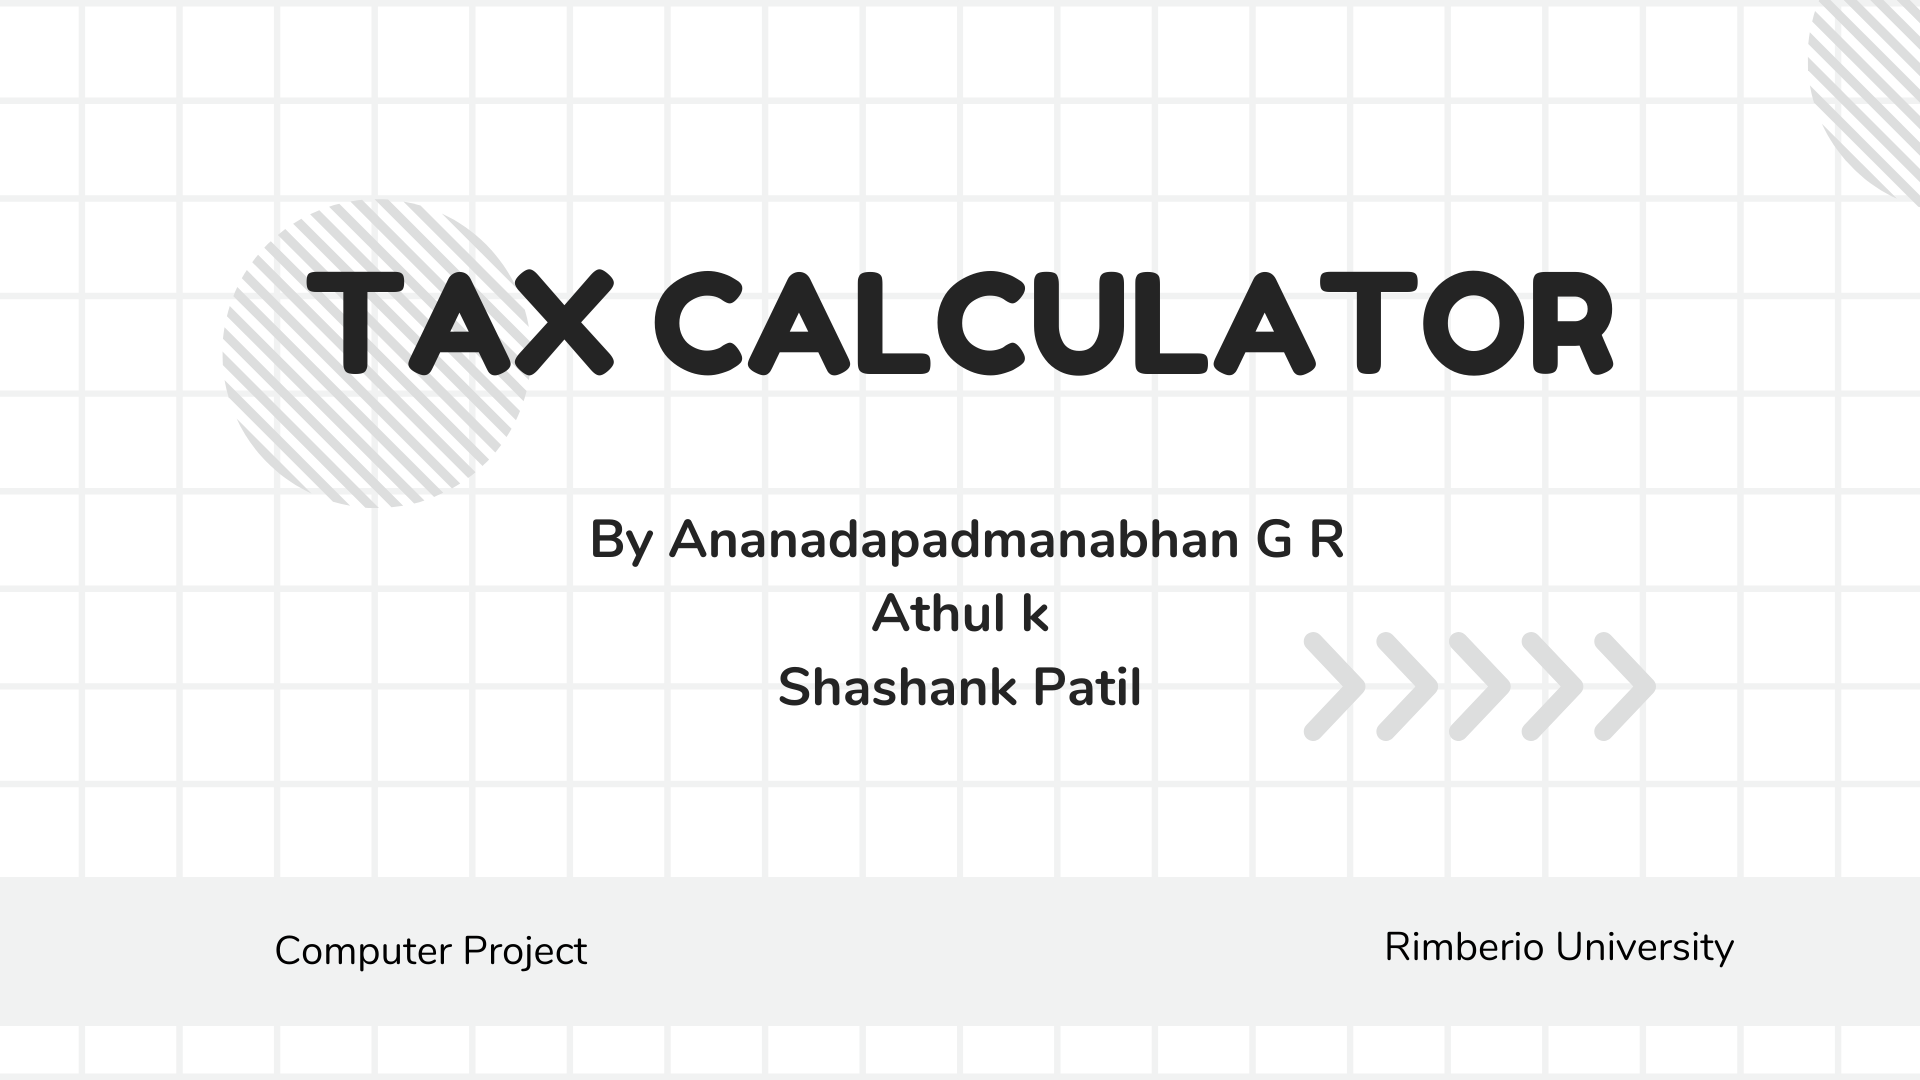 TAX CALCULATOR
By Ananadapadmanabhan G R
Athul k
Shashank Patil
Computer Project
Rimberio University